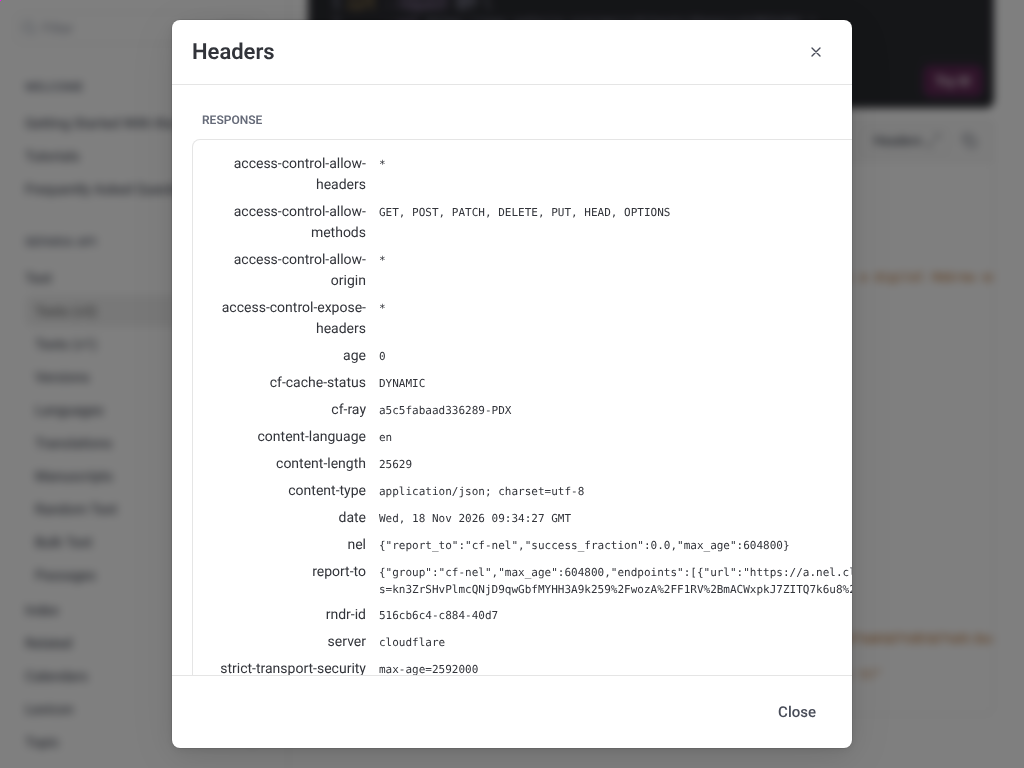 Headers
RESPONSE
access-control-allow-headers *
access-control-allow-methods GET, POST, PATCH, DELETE, PUT, HEAD, OPTIONS
access-control-allow-origin *
access-control-expose-headers *
age 0
cf-cache-status DYNAMIC
cf-ray a5c5fabaad336289-PDX
content-language en
content-length 25629
content-type application/json; charset=utf-8
date Wed, 18 Nov 2026 09:34:27 GMT
nel {"report_to":"cf-nel","success_fraction":0.0,"max_age":604800}
report-to {"group":"cf-nel","max_age":604800,"endpoints":[{"url":"https://a.nel.cl
s=kn3ZrSHvPlmcQNjD9qwGbfMYHH3A9k259%2FwozA%2FF1RV%2BmACWxpkJ7ZITQ7k6u8%2
rndr-id 516cb6c4-c884-40d7
server cloudflare
strict-transport-security max-age=2592000
Close